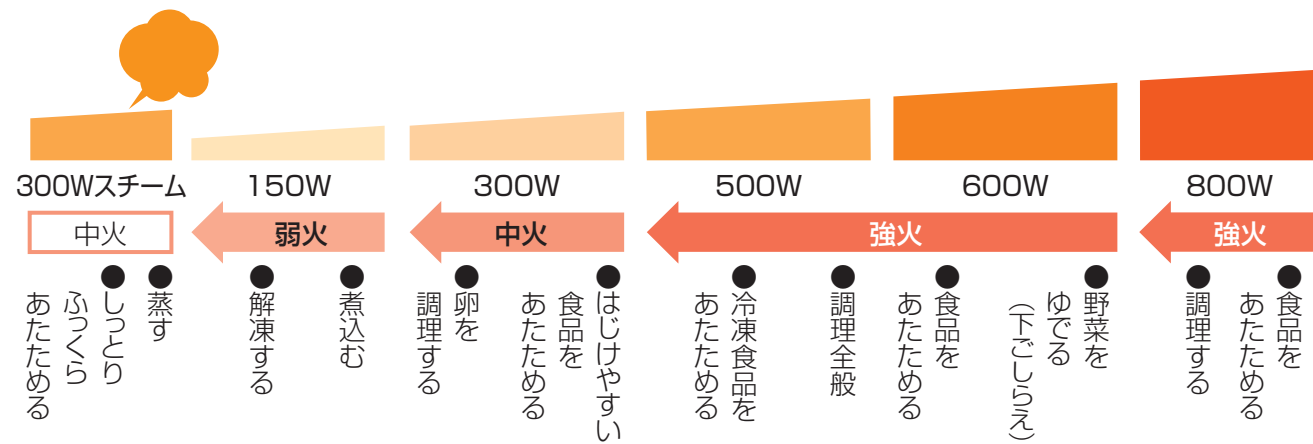 300Wスチーム
150W
300W
500W
600W
800W
中火
弱火
中火
強火
強火
●蒸す
●しっとり
ふっくら
あたためる
●煮込む
●解凍する
●はじけやすい
食品を
あたためる
●卵を
調理する
●調理全般
●冷凍食品を
あたためる
●野菜を
ゆでる
（下ごしらえ）
●食品を
あたためる
●食品を
あたためる
●調理する